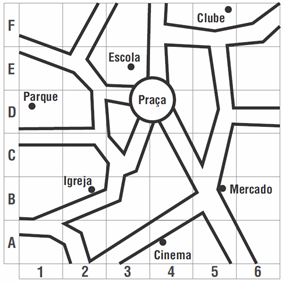 F
Clube
Escola
E
Parque
D
Praça
C
Igreja
Mercado
B
A
Cinema
1 2 3 4 5 6